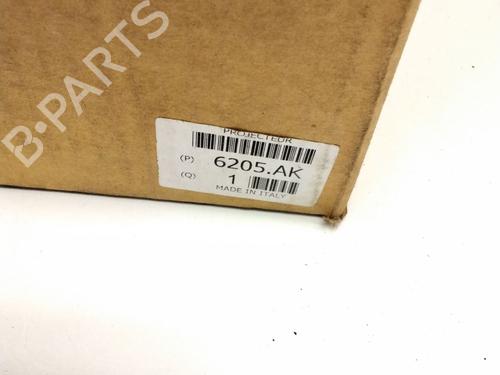 B-PARTS
PROJECTEUR
(P) 6205.AK
(Q) 1
MADE IN ITALY